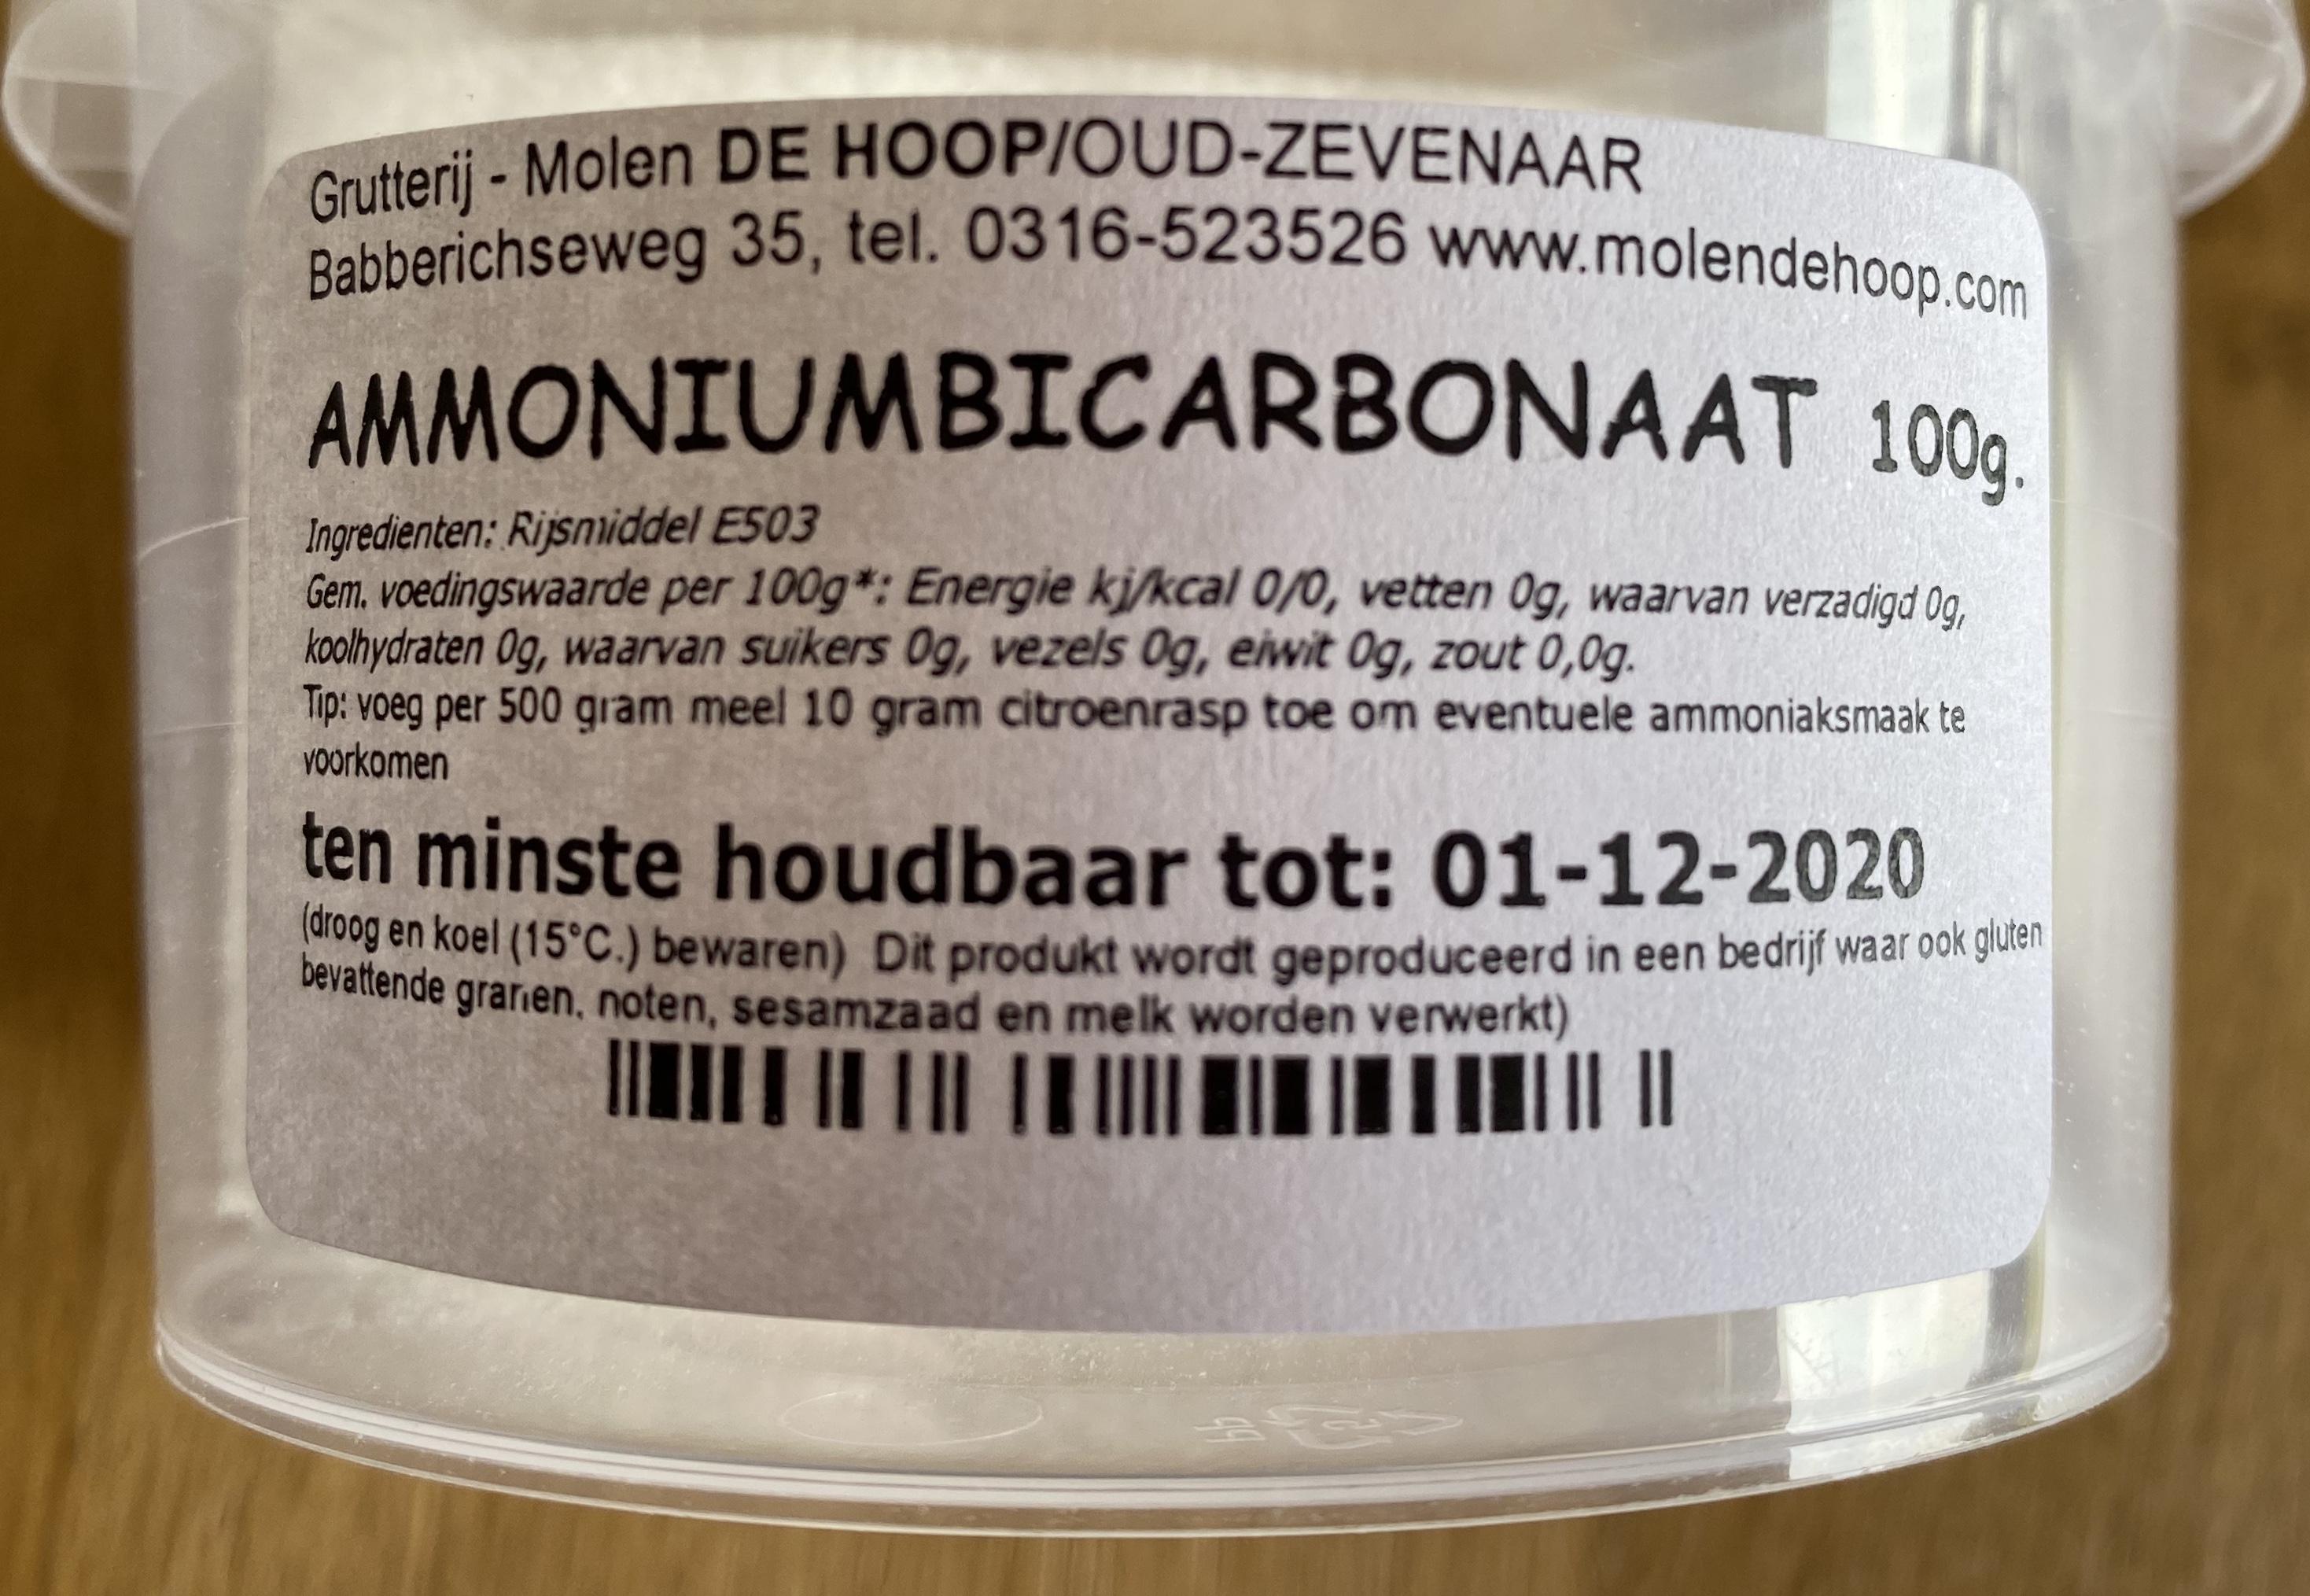 Grutterij - Molen DE HOOP/OUD-ZEVENAAR
Babberichseweg 35, tel. 0316-523526 www.molendehoop.com
AMMONIUMBICARBONAAT 100g.
Ingredienten: Rijsmiddel E503
Gem. voedingswaarde per 100g*: Energie kj/kcal 0/0, vetten 0g, waarvan verzadigd 0g,
koolhydraten 0g, waarvan suikers 0g, vezels 0g, eiwit 0g, zout 0,0g.
Tip: voeg per 500 gram meel 10 gram citroenrasp toe om eventuele ammoniaksmaak te
voorkomen
ten minste houdbaar tot: 01-12-2020
(droog en koel (15°C.) bewaren) Dit produkt wordt geproduceerd in een bedrijf waar ook gluten
bevattende granen, noten, sesamzaad en melk worden verwerkt)